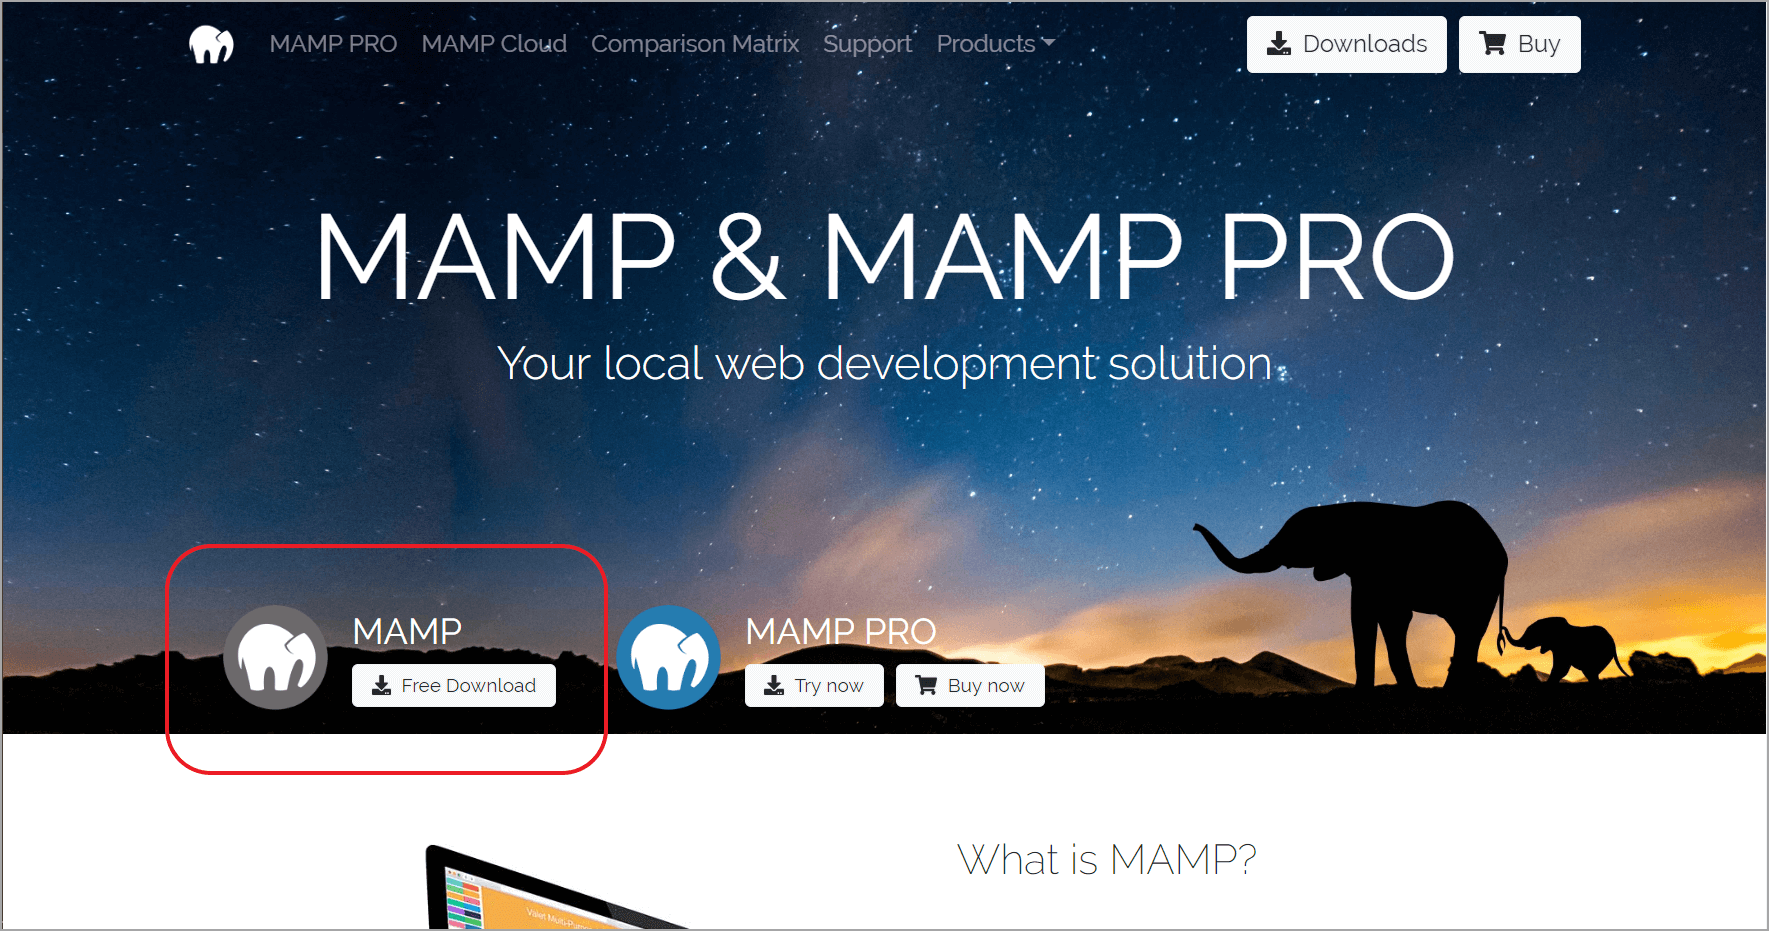 MAMP PRO MAMP Cloud Comparison Matrix Support Products Downloads Buy
MAMP & MAMP PRO
Your local web development solution
MAMP
Free Download
MAMP PRO
Try now Buy now
What is MAMP?